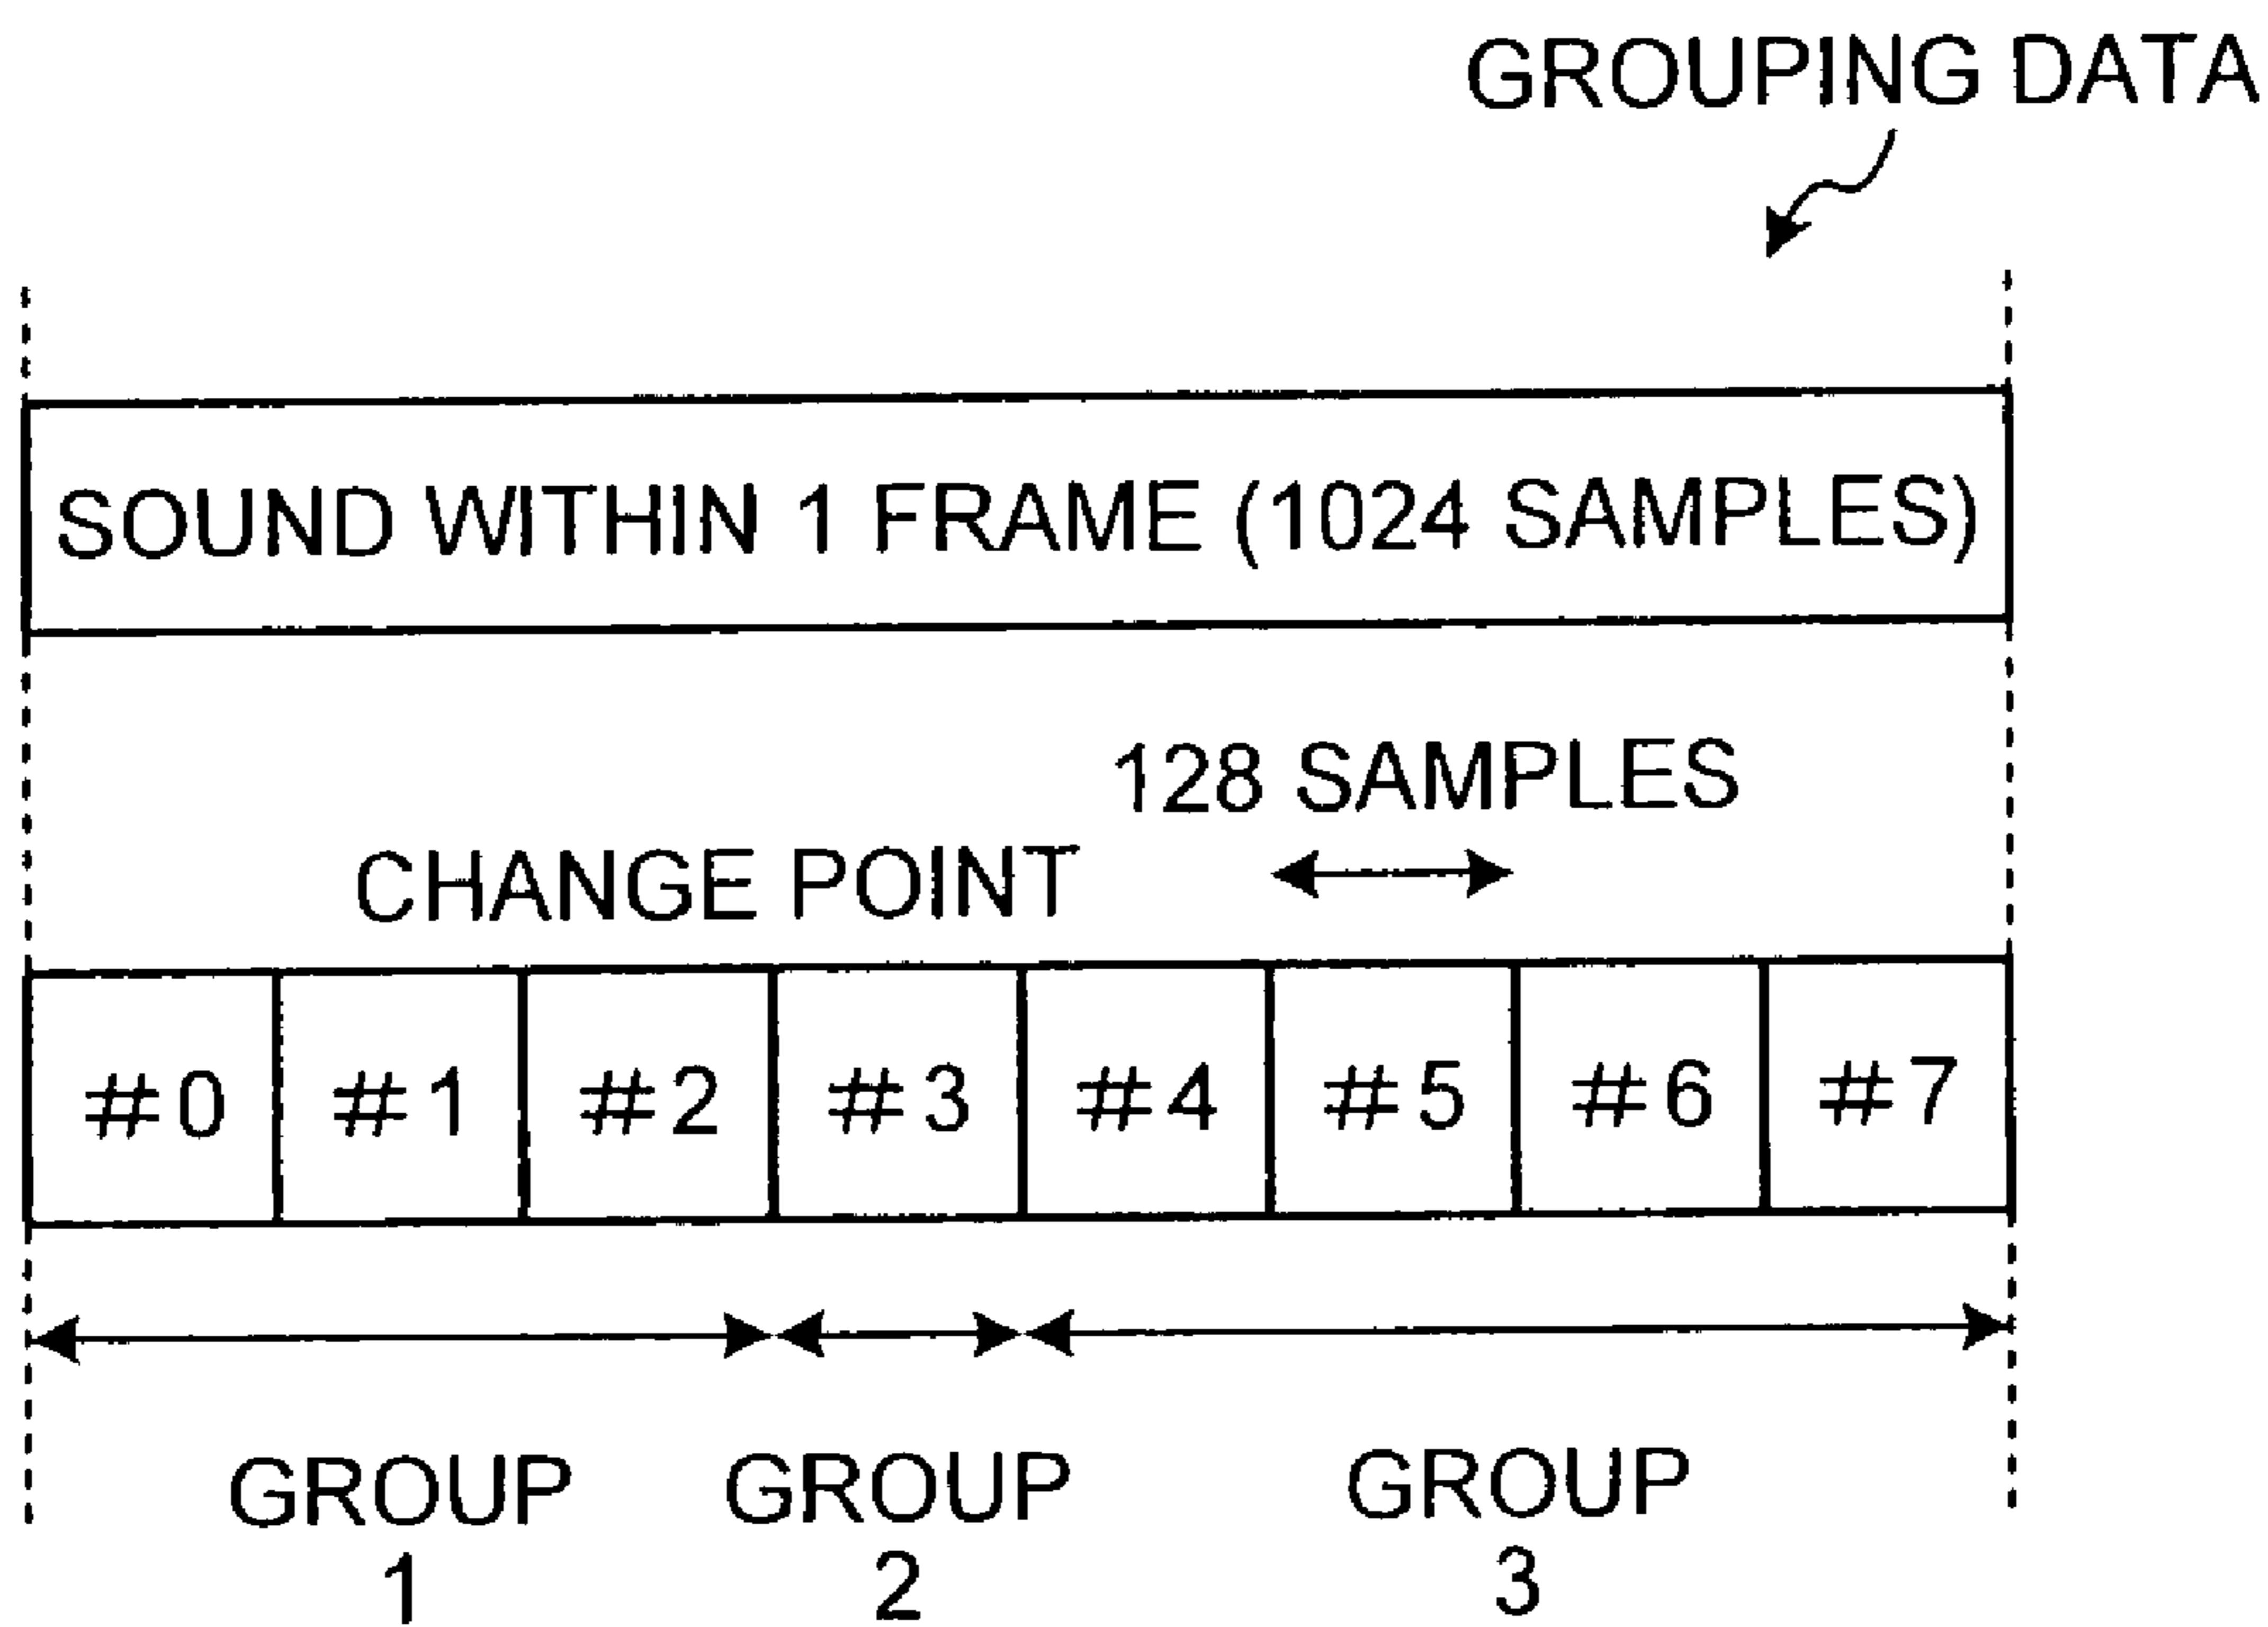 GROUPING DATA
SOUND WITHIN 1 FRAME (1024 SAMPLES)
128 SAMPLES
CHANGE POINT
#0 #1 #2 #3 #4 #5 #6 #7
GROUP GROUP GROUP
1 2 3